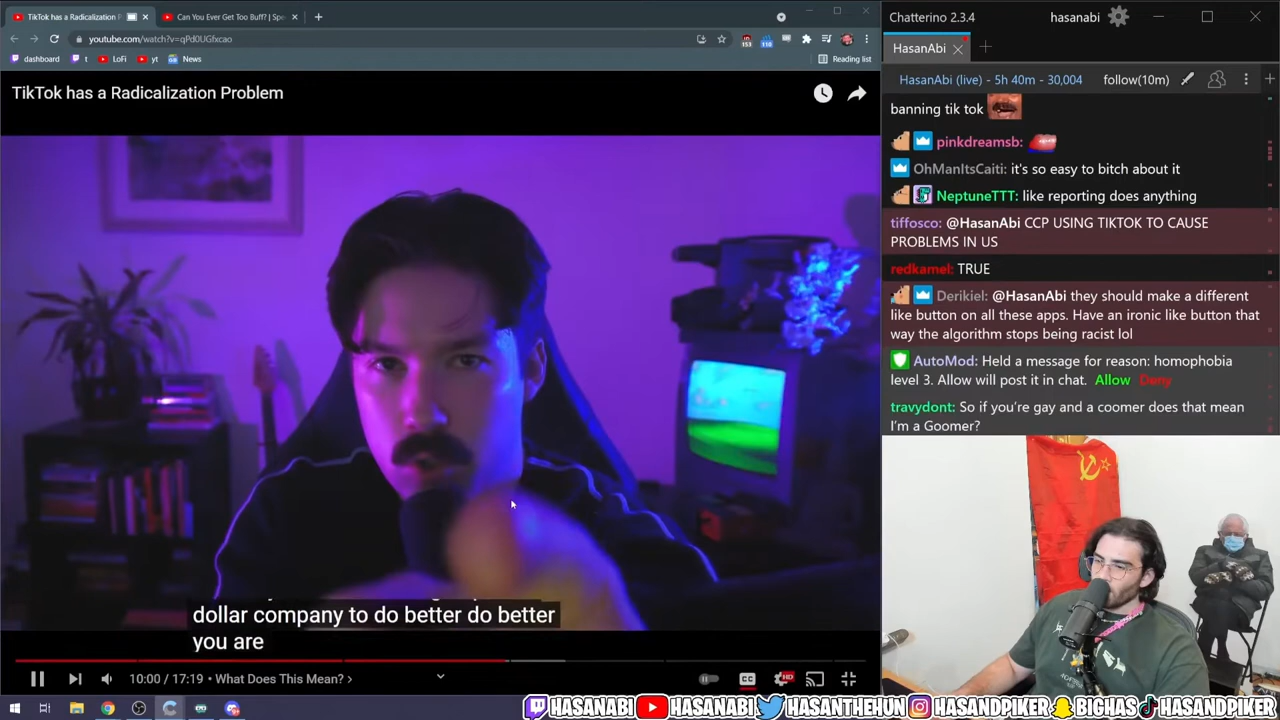 TikTok has a Radicalization P
Can You Ever Get Too Buff? | Spe
youtube.com/watch?v=qPd0UGfxcao
153
110
dashboard
t
LoFi
yt
News
Reading list
TikTok has a Radicalization Problem
dollar company to do better do better
you are
10:00 / 17:19 • What Does This Mean? ›
CC
HD
Chatterino 2.3.4
hasanabi
HasanAbi
HasanAbi (live) - 5h 40m - 30,004
follow(10m)
banning tik tok
pinkdreamsb:
OhManItsCaiti: it's so easy to bitch about it
NeptuneTTT: like reporting does anything
tiffosco: @HasanAbi CCP USING TIKTOK TO CAUSE
PROBLEMS IN US
redkamel: TRUE
Derikiel: @HasanAbi they should make a different
like button on all these apps. Have an ironic like button that
way the algorithm stops being racist lol
AutoMod: Held a message for reason: homophobia
level 3. Allow will post it in chat. Allow Deny
travydont: So if you're gay and a coomer does that mean
I'm a Goomer?
HASANABI HASANABI HASANTHEHUN HASANDPIKER BIGHAS HASANDPIKER